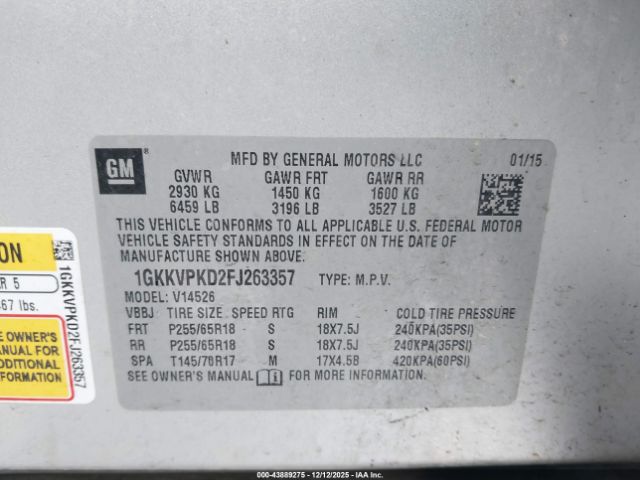 GM ®
MFD BY GENERAL MOTORS LLC 01/15
GVWR GAWR FRT GAWR RR
2930 KG 1450 KG 1600 KG
6459 LB 3196 LB 3527 LB
THIS VEHICLE CONFORMS TO ALL APPLICABLE U.S. FEDERAL MOTOR
VEHICLE SAFETY STANDARDS IN EFFECT ON THE DATE OF
MANUFACTURE SHOWN ABOVE.
1GKKVPKD2FJ263357 TYPE: M.P.V.
MODEL: V14526
VBBJ TIRE SIZE SPEED RTG RIM COLD TIRE PRESSURE
FRT P255/65R18 S 18X7.5J 240KPA(35PSI)
RR P255/65R18 S 18X7.5J 240KPA(35PSI)
SPA T145/70R17 M 17X4.5B 420KPA(60PSI)
SEE OWNER'S MANUAL FOR MORE INFORMATION.
ON
R 5
67 lbs.
E OWNER'S
ANUAL FOR
DDITIONAL
FORMATION
1GKKVPKD2FJ263357
000-43889275 - 12/12/2025 - IAAI.COM